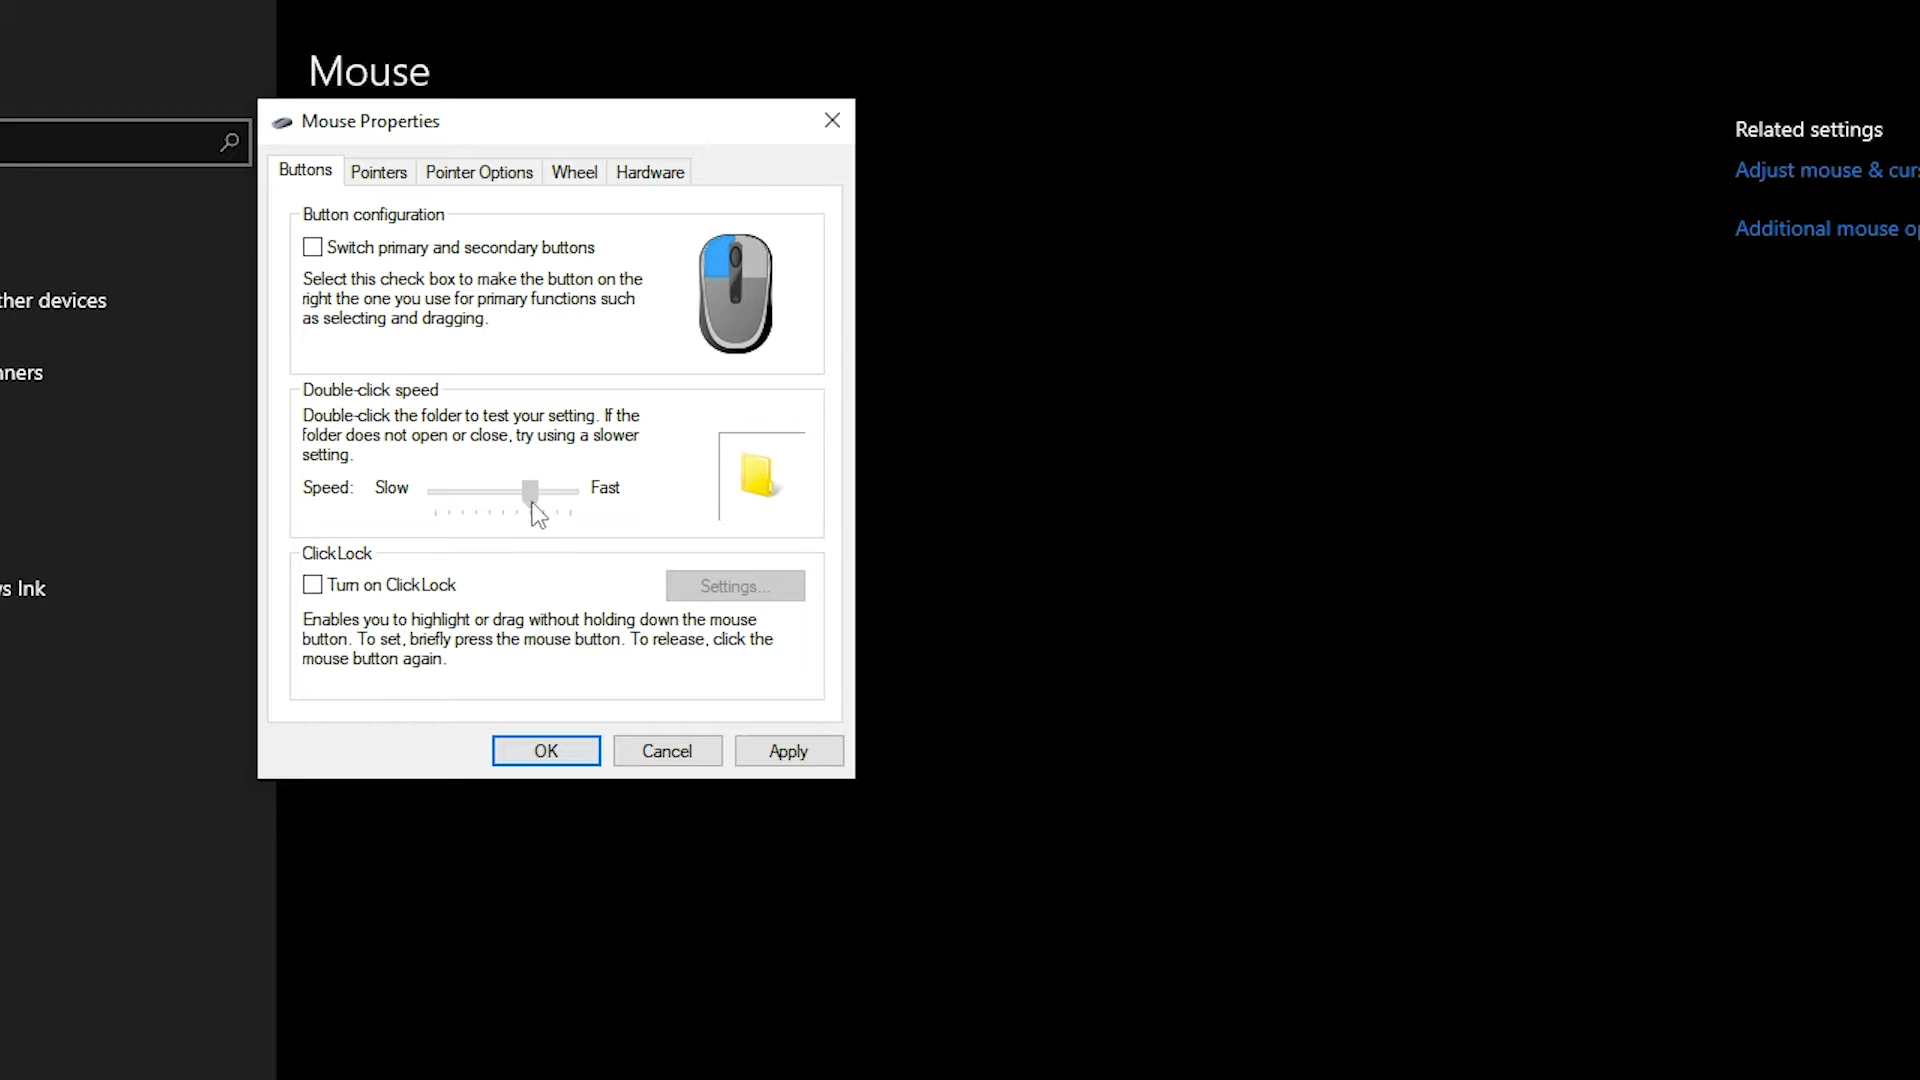 Mouse
Mouse Properties
Buttons
Pointers
Pointer Options
Wheel
Hardware
Button configuration
Switch primary and secondary buttons
Select this check box to make the button on the
right the one you use for primary functions such
as selecting and dragging.
Double-click speed
Double-click the folder to test your setting. If the
folder does not open or close, try using a slower
setting.
Speed: Slow Fast
ClickLock
Turn on ClickLock
Settings...
Enables you to highlight or drag without holding down the mouse
button. To set, briefly press the mouse button. To release, click the
mouse button again.
OK
Cancel
Apply
ther devices
nners
s Ink
Related settings
Adjust mouse & curs
Additional mouse op